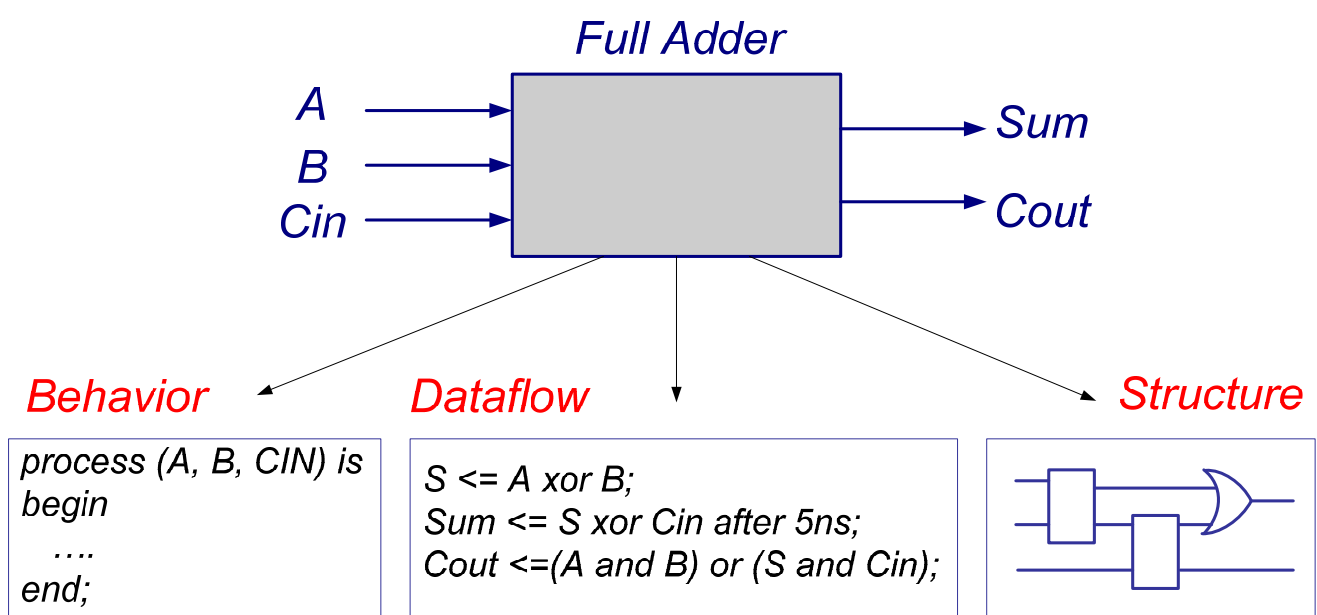 Full Adder
A
B
Cin
Sum
Cout
Behavior
process (A, B, CIN) is
begin
....
end;
Dataflow
S <= A xor B;
Sum <= S xor Cin after 5ns;
Cout <=(A and B) or (S and Cin);
Structure